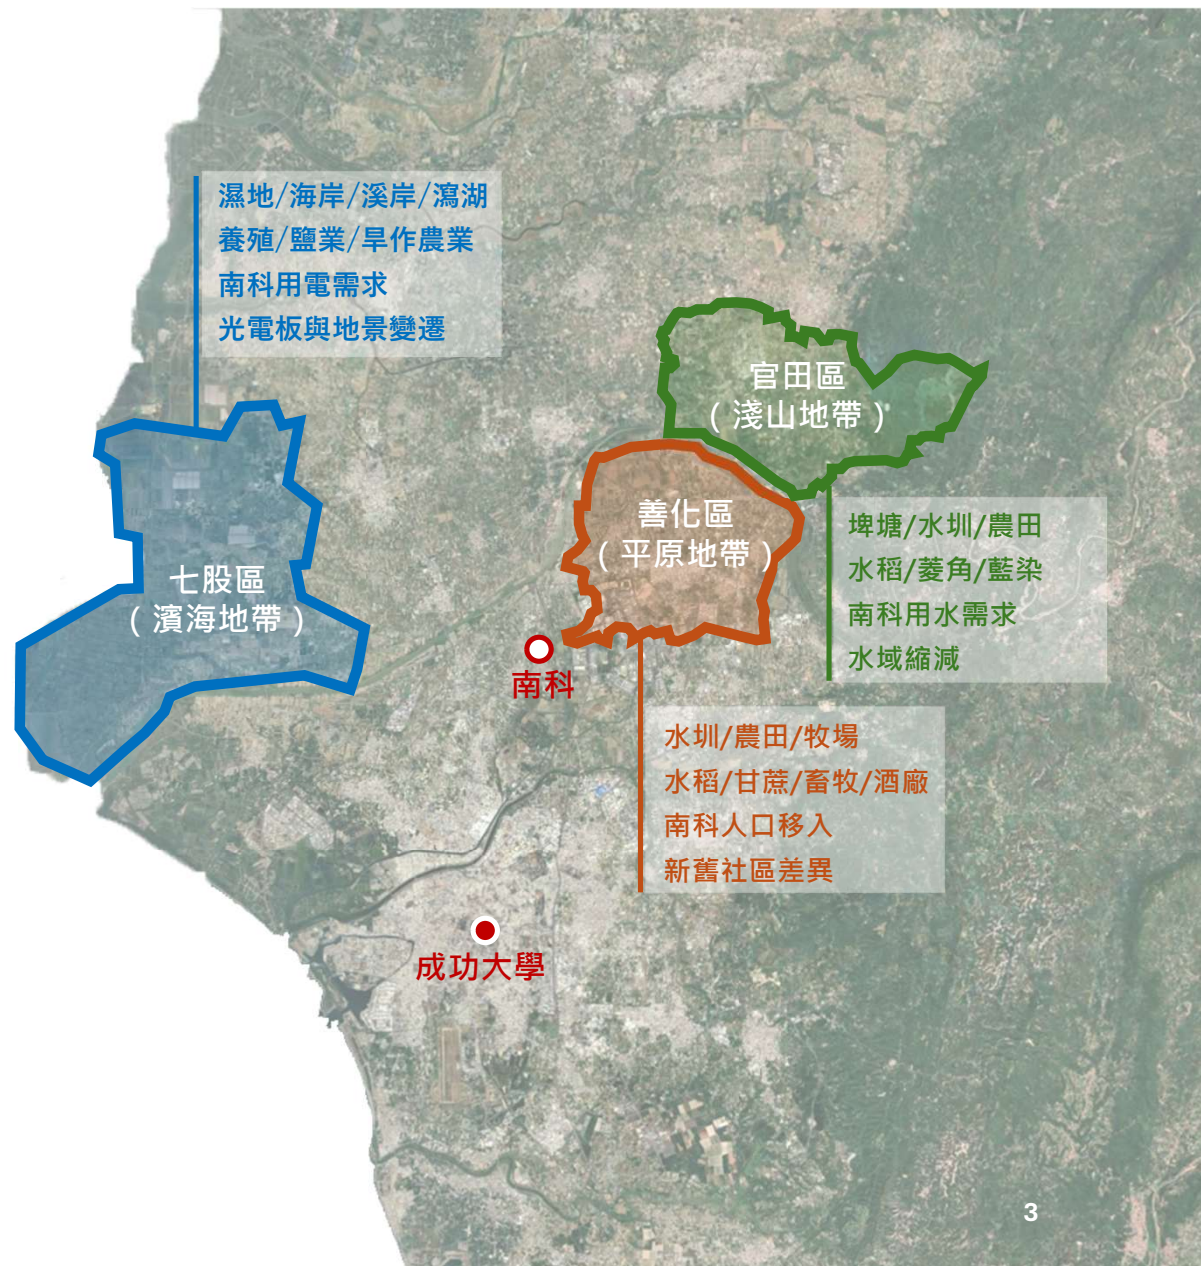 濕地/海岸/溪岸/瀉湖
養殖/鹽業/旱作農業
南科用電需求
光電板與地景變遷
官田區
（淺山地帶）
善化區
（平原地帶）
埤塘/水圳/農田
水稻/菱角/藍染
南科用水需求
水域縮減
七股區
（濱海地帶）
南科
水圳/農田/牧場
水稻/甘蔗/畜牧/酒廠
南科人口移入
新舊社區差異
成功大學
3